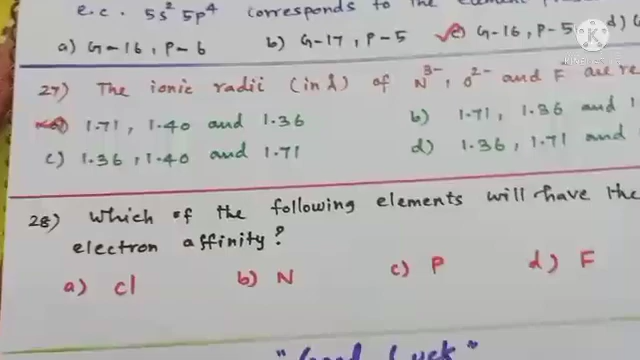 e.c. 5s² 5p⁴ corresponds to the element
a) G-16, P-6 b) G-17, P-5 c) G-16, P-5 d)
27) The ionic radii (in Å) of N³⁻, O²⁻ and F⁻ are
a) 1.71, 1.40 and 1.36 b) 1.71, 1.36 and
c) 1.36, 1.40 and 1.71 d) 1.36, 1.71 and
28) Which of the following elements will have the
electron affinity?
a) Cl b) N c) P d) F
"Good Luck"